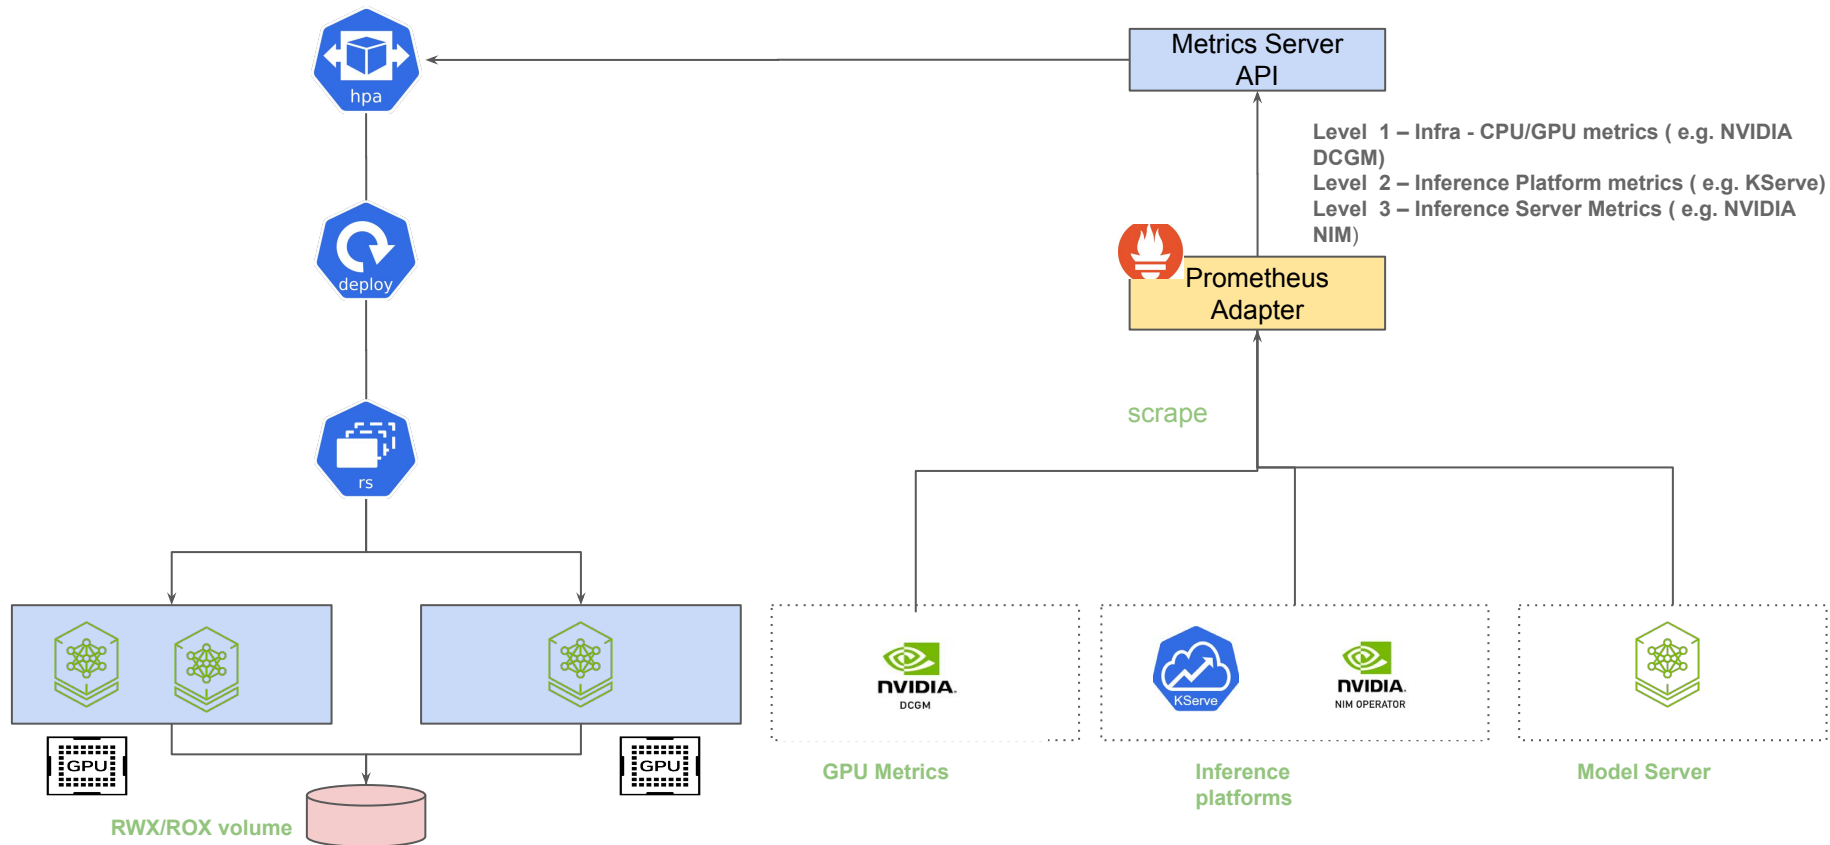 hpa
Metrics Server
API
Level 1 – Infra - CPU/GPU metrics ( e.g. NVIDIA
DCGM)
Level 2 – Inference Platform metrics ( e.g. KServe)
Level 3 – Inference Server Metrics ( e.g. NVIDIA
NIM)
deploy
Prometheus
Adapter
scrape
rs
NVIDIA.
DCGM
KServe
NVIDIA.
NIM OPERATOR
GPU
GPU
GPU Metrics
Inference
platforms
Model Server
RWX/ROX volume